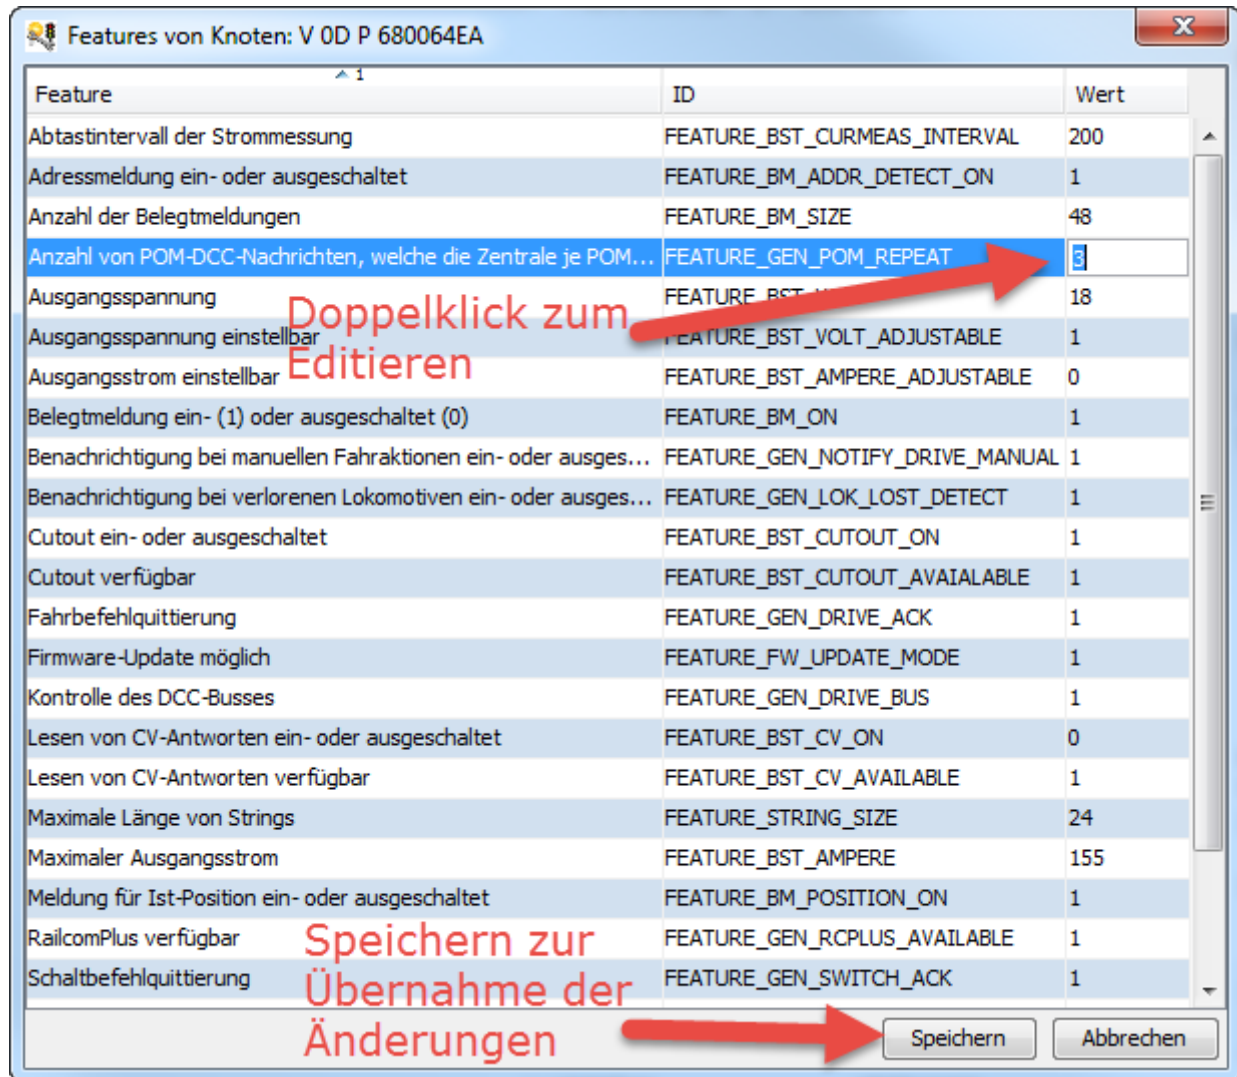 Features von Knoten: V 0D P 680064EA
1
Feature ID Wert
Abtastintervall der Strommessung FEATURE_BST_CURMEAS_INTERVAL 200
Adressmeldung ein- oder ausgeschaltet FEATURE_BM_ADDR_DETECT_ON 1
Anzahl der Belegtmeldungen FEATURE_BM_SIZE 48
Anzahl von POM-DCC-Nachrichten, welche die Zentrale je POM... FEATURE_GEN_POM_REPEAT 3
Ausgangsspannung 18
Doppelklick zum
Editieren
Ausgangsspannung einstellbar FEATURE_BST_VOLT_ADJUSTABLE 1
Ausgangsstrom einstellbar FEATURE_BST_AMPERE_ADJUSTABLE 0
Belegtmeldung ein- (1) oder ausgeschaltet (0) FEATURE_BM_ON 1
Benachrichtigung bei manuellen Fahraktionen ein- oder ausges... FEATURE_GEN_NOTIFY_DRIVE_MANUAL 1
Benachrichtigung bei verlorenen Lokomotiven ein- oder ausges... FEATURE_GEN_LOK_LOST_DETECT 1
Cutout ein- oder ausgeschaltet FEATURE_BST_CUTOUT_ON 1
Cutout verfügbar FEATURE_BST_CUTOUT_AVAIALABLE 1
Fahrbefehlquittierung FEATURE_GEN_DRIVE_ACK 1
Firmware-Update möglich FEATURE_FW_UPDATE_MODE 1
Kontrolle des DCC-Busses FEATURE_GEN_DRIVE_BUS 1
Lesen von CV-Antworten ein- oder ausgeschaltet FEATURE_BST_CV_ON 0
Lesen von CV-Antworten verfügbar FEATURE_BST_CV_AVAILABLE 1
Maximale Länge von Strings FEATURE_STRING_SIZE 24
Maximaler Ausgangsstrom FEATURE_BST_AMPERE 155
Meldung für Ist-Position ein- oder ausgeschaltet FEATURE_BM_POSITION_ON 1
RailcomPlus verfügbar FEATURE_GEN_RCPLUS_AVAILABLE 1
Schaltbefehlquittierung FEATURE_GEN_SWITCH_ACK 1
Speichern zur
Übernahme der
Änderungen
Speichern Abbrechen